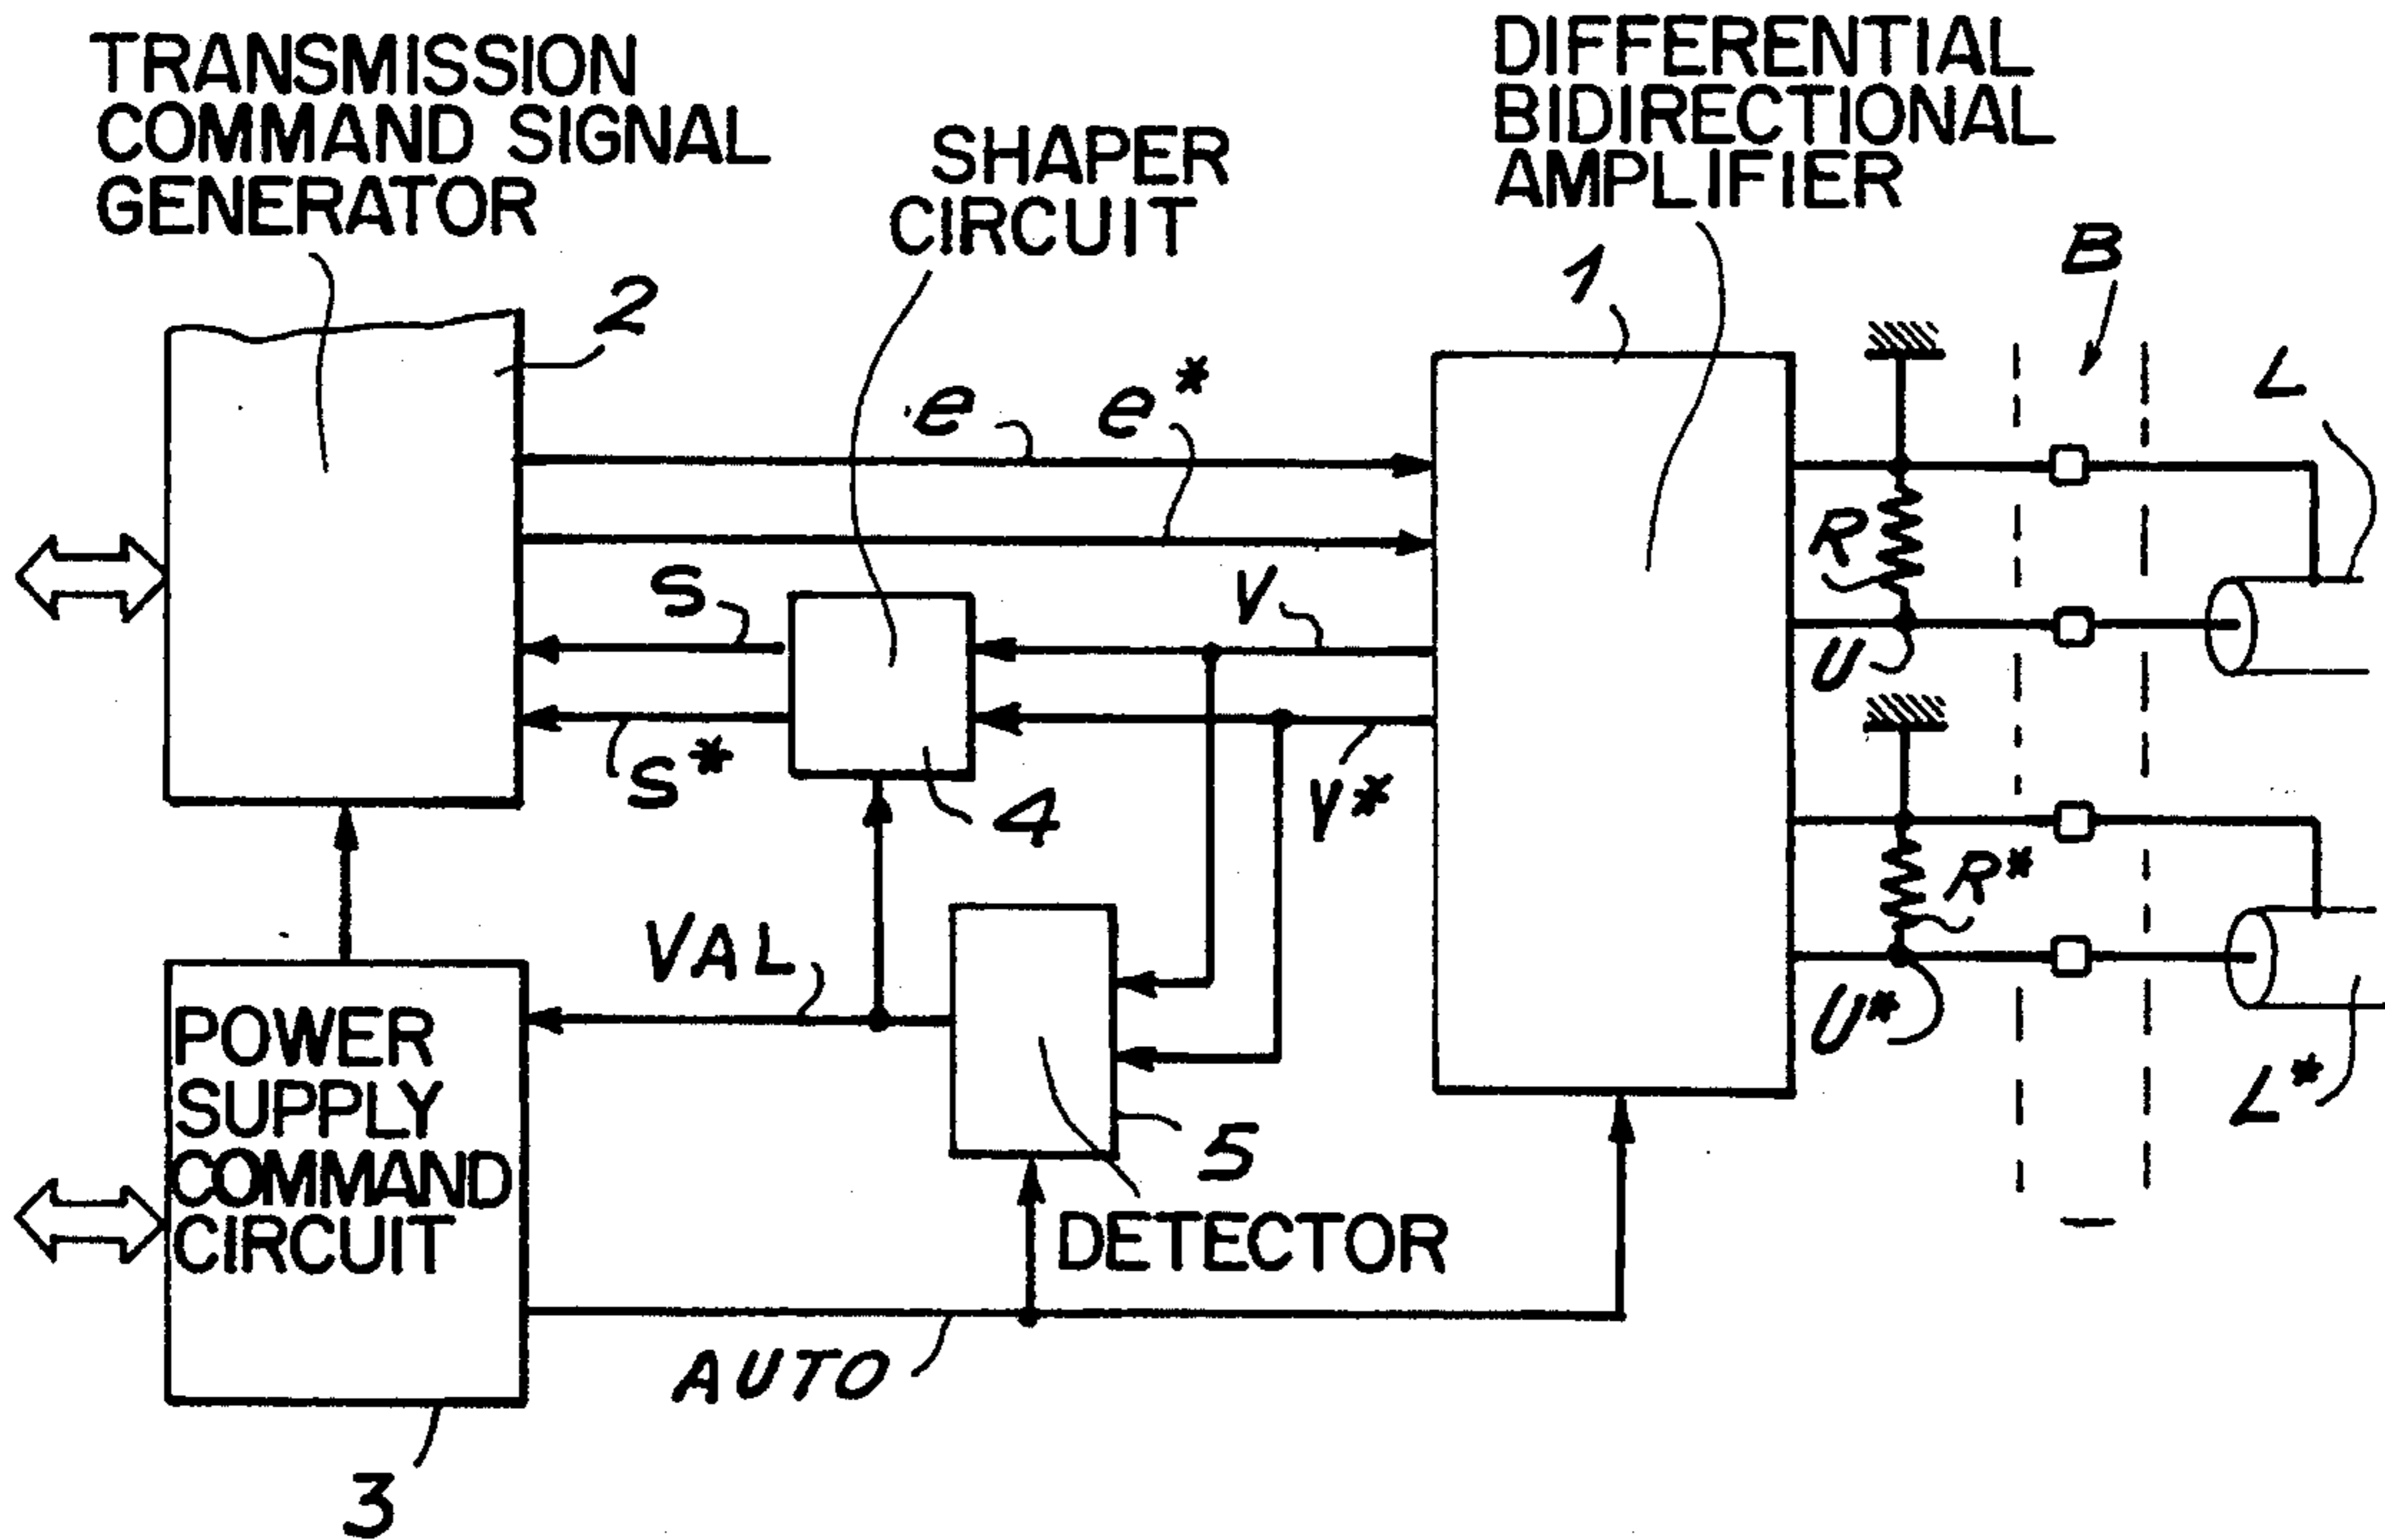 TRANSMISSION
COMMAND SIGNAL
GENERATOR
SHAPER
CIRCUIT
DIFFERENTIAL
BIDIRECTIONAL
AMPLIFIER
1
B
2
L
e
e*
R
S
V
U
S*
4
V*
R*
VAL
U*
POWER
SUPPLY
COMMAND
CIRCUIT
5
L*
DETECTOR
AUTO
3